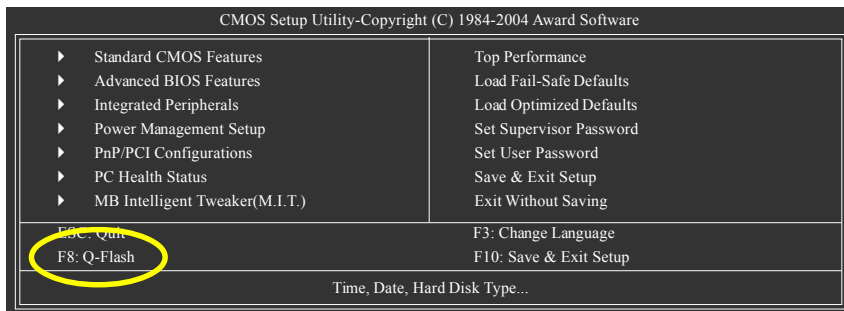 CMOS Setup Utility-Copyright (C) 1984-2004 Award Software
Standard CMOS Features
Advanced BIOS Features
Integrated Peripherals
Power Management Setup
PnP/PCI Configurations
PC Health Status
MB Intelligent Tweaker(M.I.T.)
Top Performance
Load Fail-Safe Defaults
Load Optimized Defaults
Set Supervisor Password
Set User Password
Save & Exit Setup
Exit Without Saving
ESC: Quit
F8: Q-Flash
F3: Change Language
F10: Save & Exit Setup
Time, Date, Hard Disk Type...